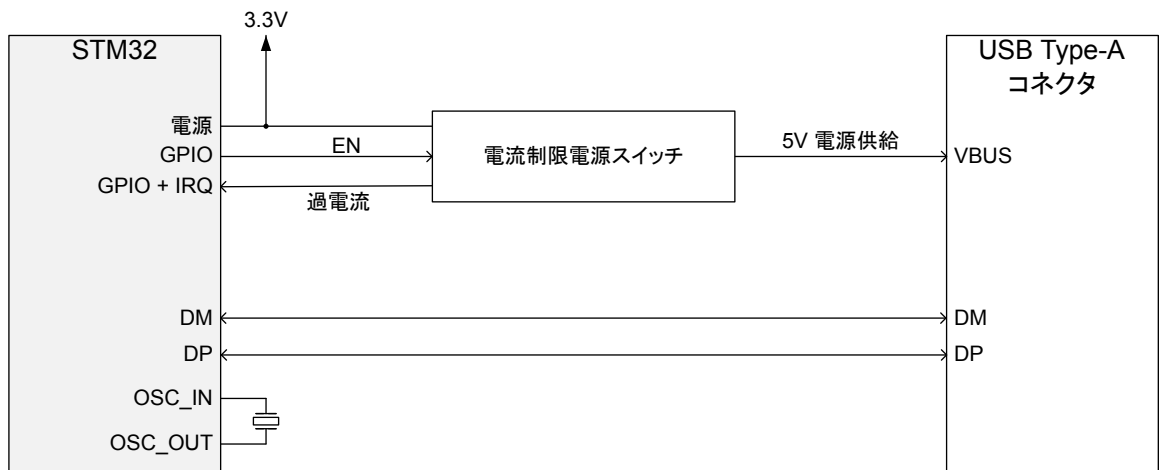 3.3V
STM32
USB Type-A
コネクタ
電源
GPIO
EN
電流制限電源スイッチ
5V 電源供給
VBUS
GPIO + IRQ
過電流
DM
DM
DP
DP
OSC_IN
OSC_OUT